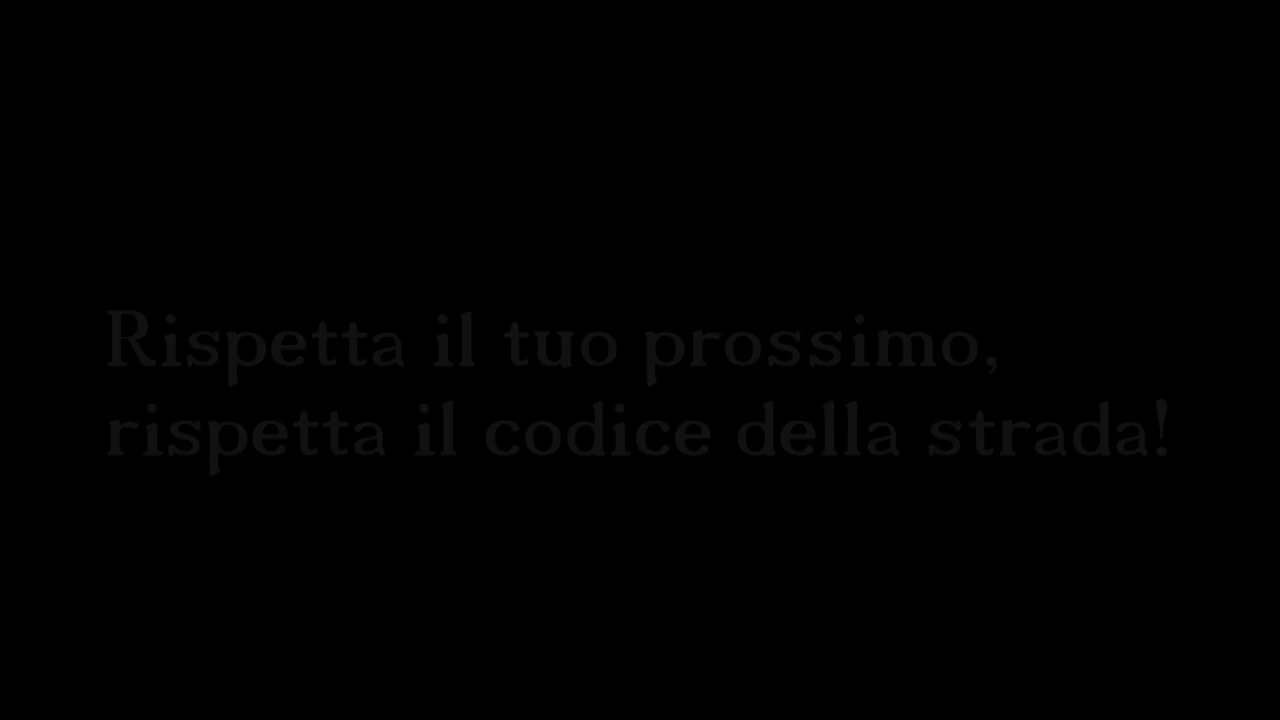 Rispetta il tuo prossimo,
rispetta il codice della strada!